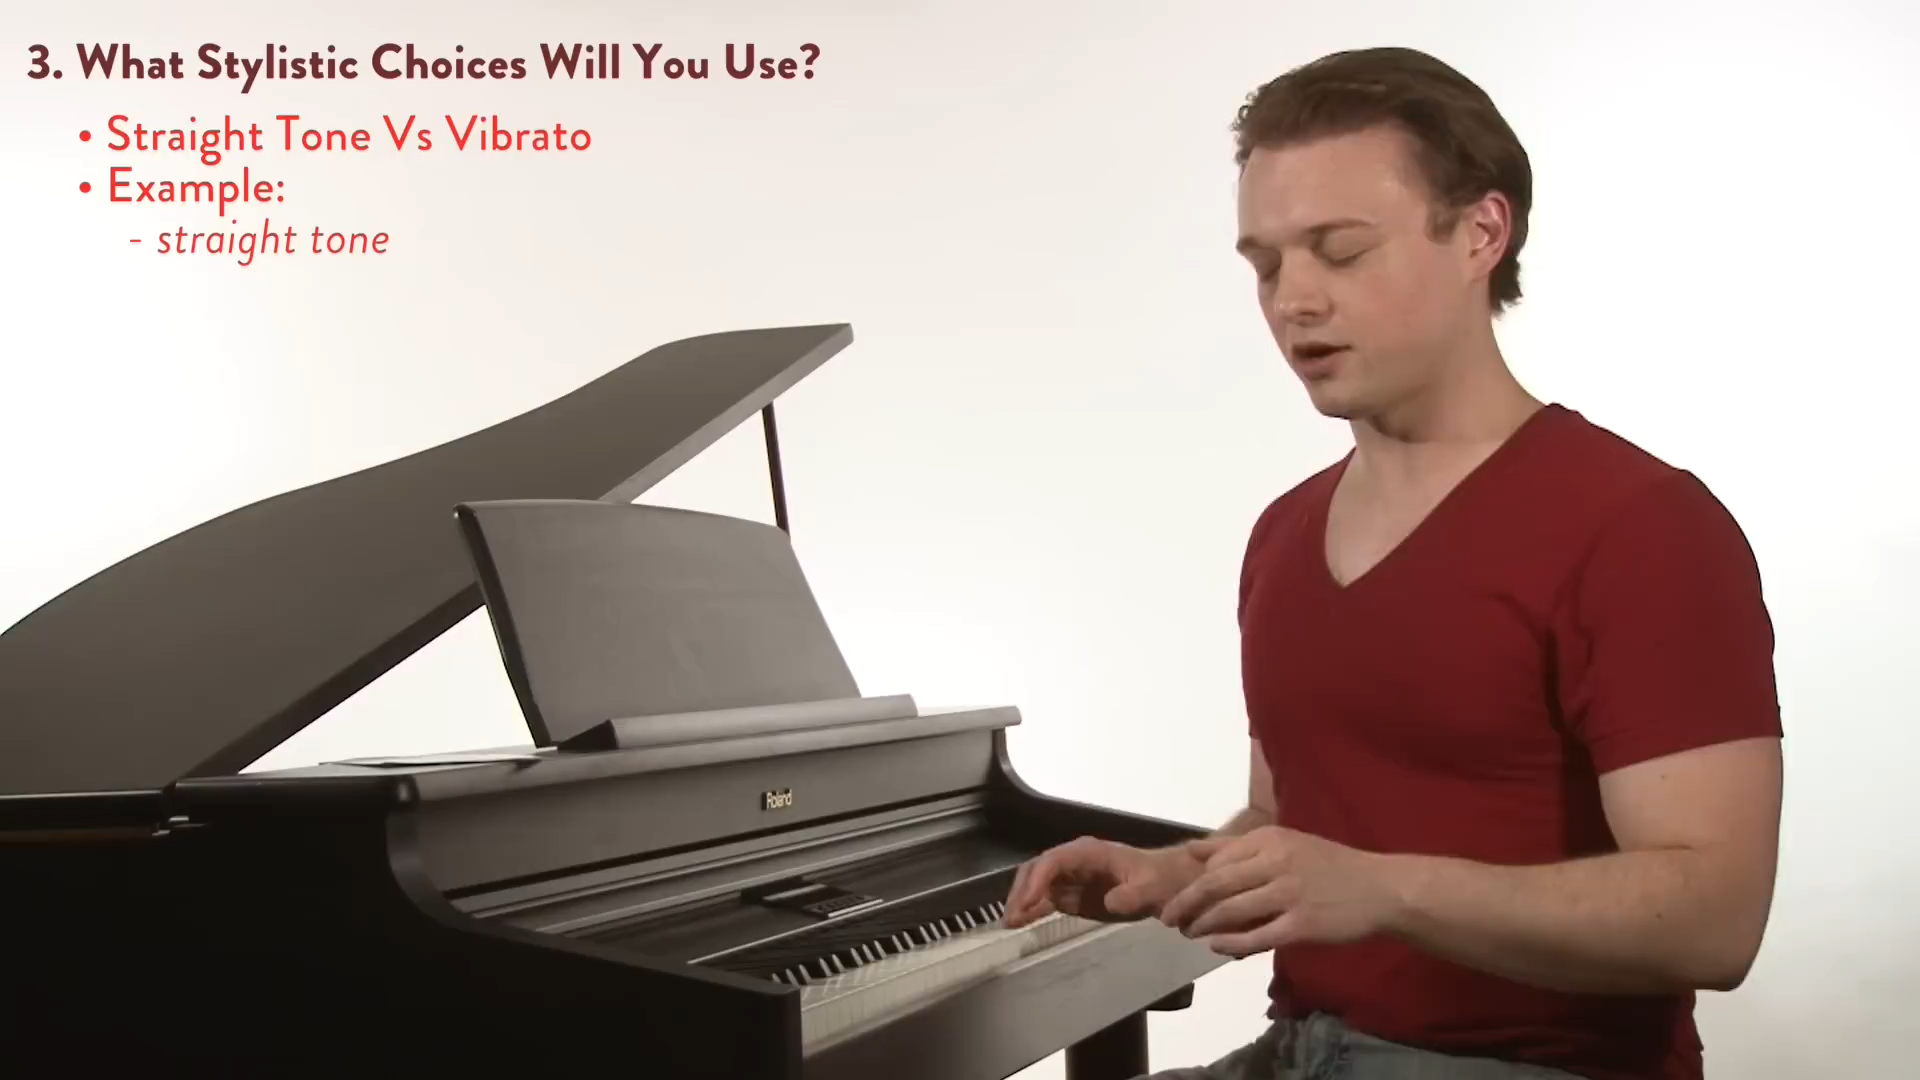 3. What Stylistic Choices Will You Use?
• Straight Tone Vs Vibrato
• Example:
- straight tone
Roland